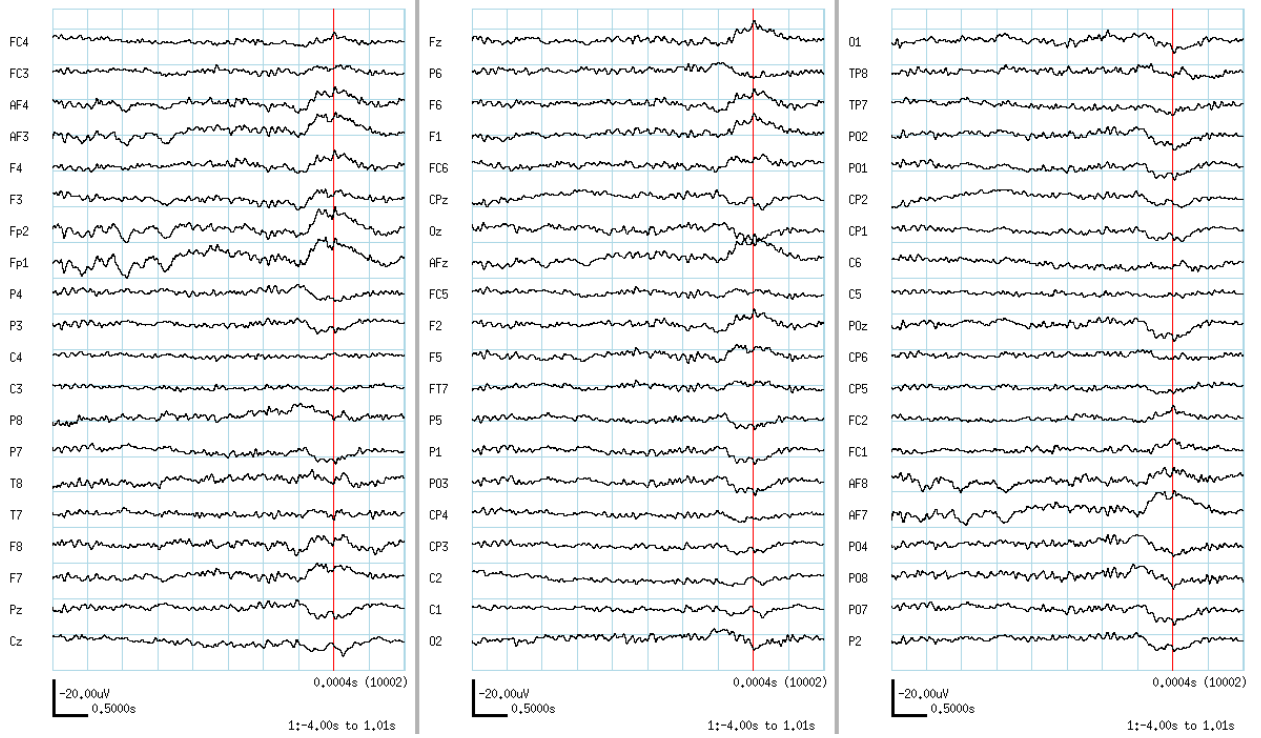 FC4
FC3
AF4
AF3
F4
F3
Fp2
Fp1
P4
P3
C4
C3
P8
P7
T8
T7
F8
F7
Pz
Cz
-20.00uV
0.5000s
0.0004s (10002)
1:-4.00s to 1.01s
Fz
P6
F6
F1
FC6
CPz
Oz
AFz
FC5
F2
F5
FT7
P5
P1
PO3
CP4
CP3
C2
C1
O2
-20.00uV
0.5000s
0.0004s (10002)
1:-4.00s to 1.01s
O1
TP8
TP7
PO2
PO1
CP2
CP1
C6
C5
POz
CP6
CP5
FC2
FC1
AF8
AF7
PO4
PO8
PO7
P2
-20.00uV
0.5000s
0.0004s (10002)
1:-4.00s to 1.01s